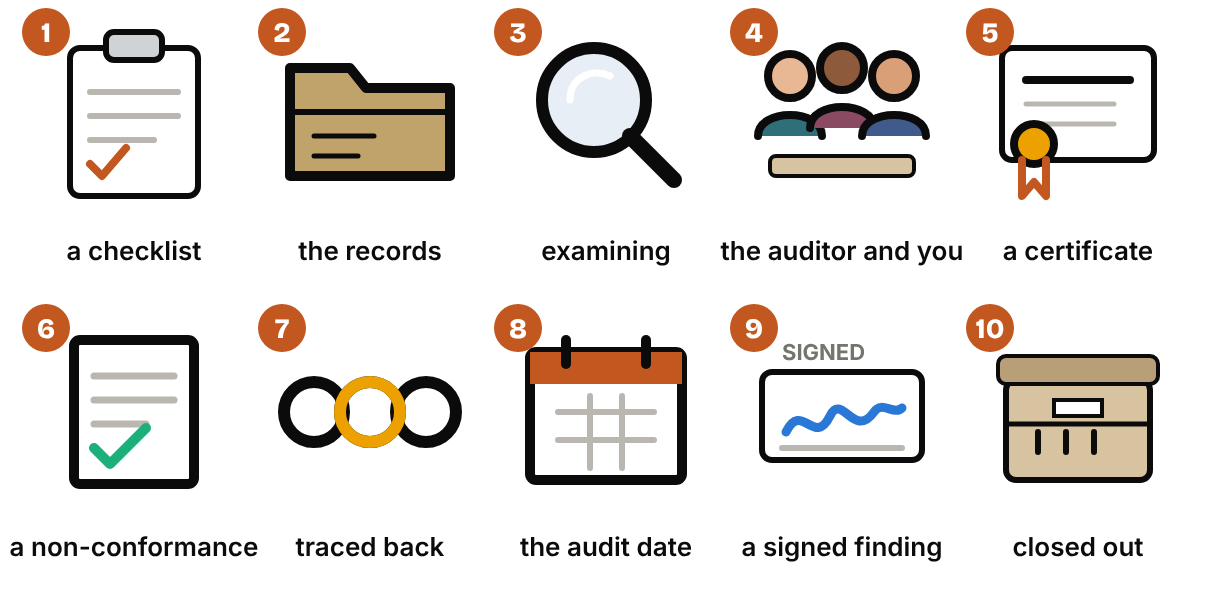 1
2
3
4
5
a checklist
the records
examining
the auditor and you
a certificate
6
7
8
9
10
SIGNED
a non-conformance
traced back
the audit date
a signed finding
closed out